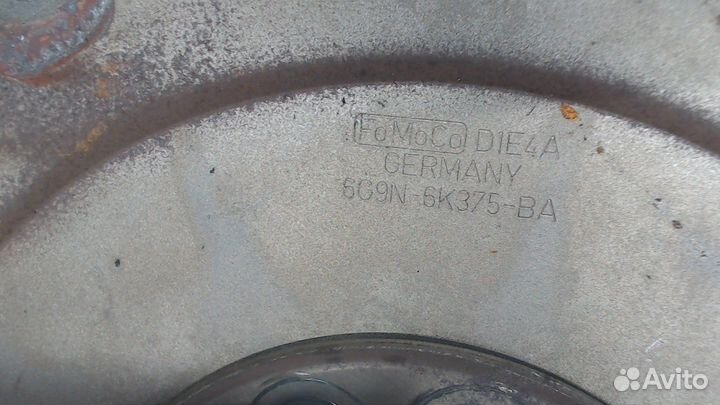 FoMoCo D1E4A
GERMANY
6G9N-6K375-BA
Avito